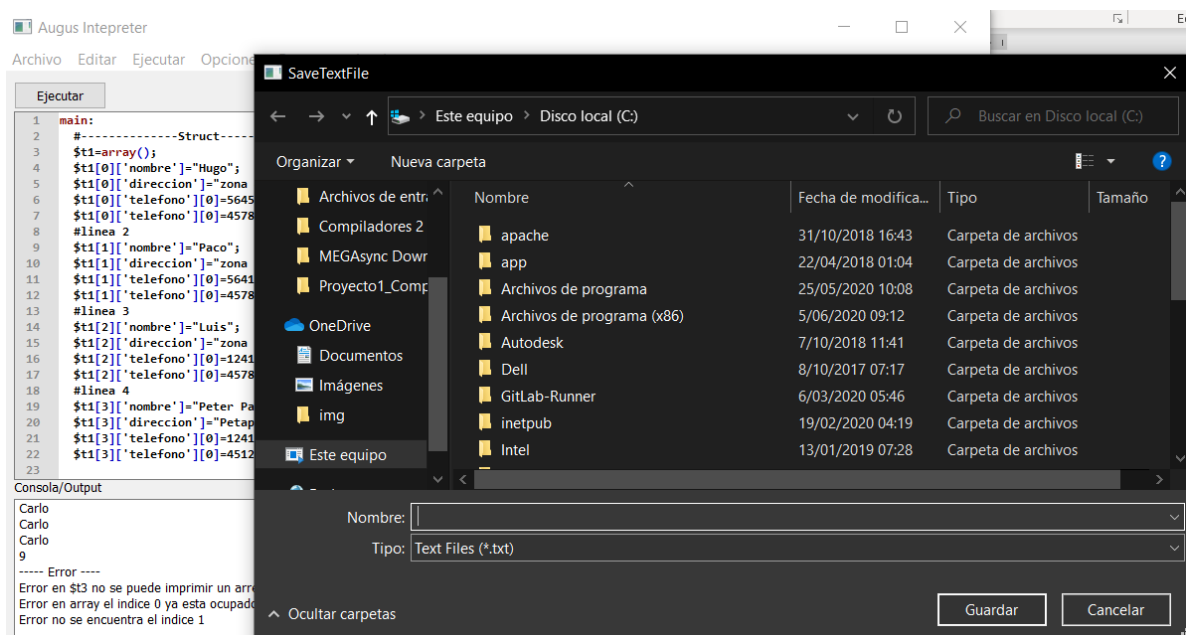 Augus Intepreter
Archivo Editar Ejecutar Opcione
Ejecutar
1 main:
2 #-------------Struct-----
3 $t1=array();
4 $t1[0]['nombre']="Hugo";
5 $t1[0]['direccion']="zona
6 $t1[0]['telefono'][0]=5645
7 $t1[0]['telefono'][0]=4578
8 #linea 2
9 $t1[1]['nombre']="Paco";
10 $t1[1]['direccion']="zona
11 $t1[1]['telefono'][0]=5641
12 $t1[1]['telefono'][0]=4578
13 #linea 3
14 $t1[2]['nombre']="Luis";
15 $t1[2]['direccion']="zona
16 $t1[2]['telefono'][0]=1241
17 $t1[2]['telefono'][0]=4578
18 #linea 4
19 $t1[3]['nombre']="Peter Pa
20 $t1[3]['direccion']="Petap
21 $t1[3]['telefono'][0]=1241
22 $t1[3]['telefono'][0]=4512
23
Consola/Output
Carlo
Carlo
Carlo
9
----- Error ----
Error en $t3 no se puede imprimir un arre
Error en array el indice 0 ya esta ocupado
Error no se encuentra el indice 1
SaveTextFile
Este equipo > Disco local (C:)
Buscar en Disco local (C:)
Organizar Nueva carpeta
Archivos de entr
Compiladores 2
MEGAsync Dowr
Proyecto1_Comp
OneDrive
Documentos
Imágenes
img
Este equipo
Nombre Fecha de modifica... Tipo Tamaño
apache 31/10/2018 16:43 Carpeta de archivos
app 22/04/2018 01:04 Carpeta de archivos
Archivos de programa 25/05/2020 10:08 Carpeta de archivos
Archivos de programa (x86) 5/06/2020 09:12 Carpeta de archivos
Autodesk 7/10/2018 11:41 Carpeta de archivos
Dell 8/10/2017 07:17 Carpeta de archivos
GitLab-Runner 6/03/2020 05:46 Carpeta de archivos
inetpub 19/02/2020 04:19 Carpeta de archivos
Intel 13/01/2019 07:28 Carpeta de archivos
Nombre:
Tipo: Text Files (*.txt)
Ocultar carpetas
Guardar Cancelar